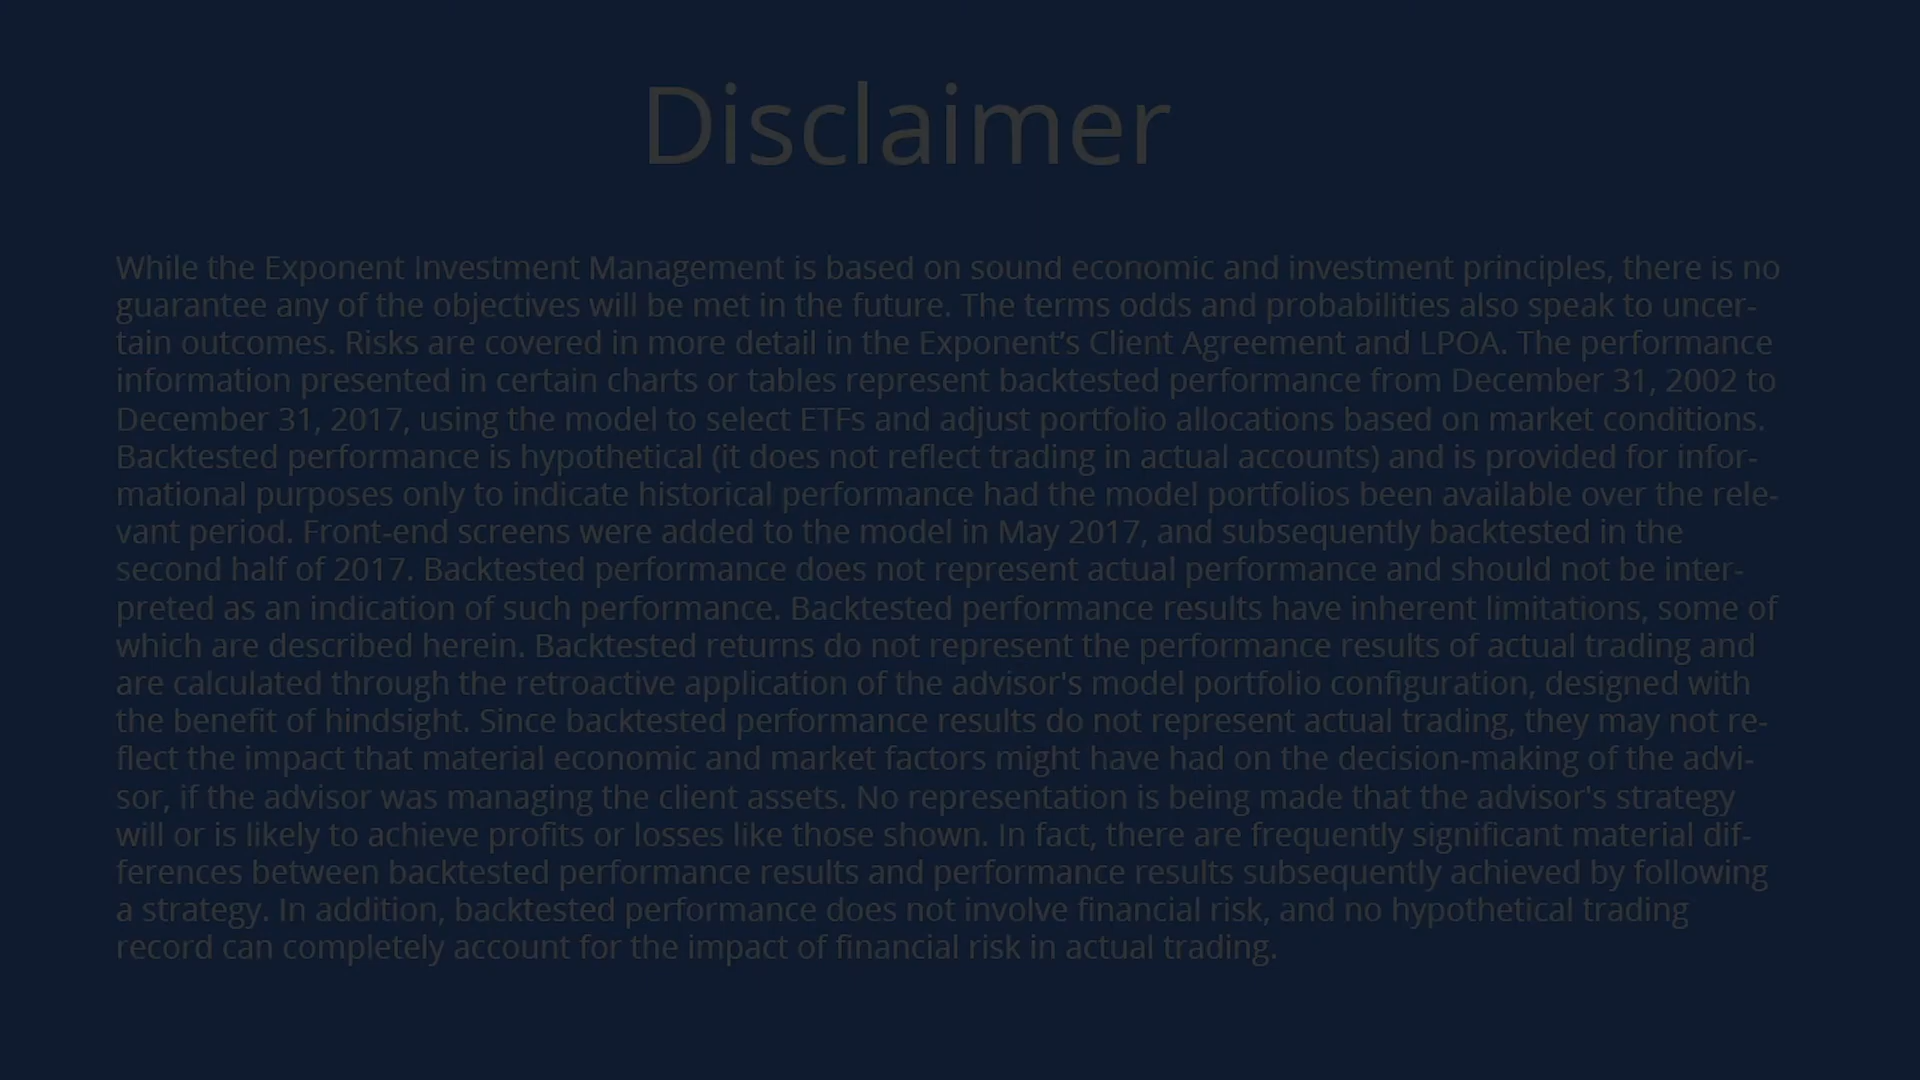 Disclaimer
While the Exponent Investment Management is based on sound economic and investment principles, there is no
guarantee any of the objectives will be met in the future. The terms odds and probabilities also speak to uncer-
tain outcomes. Risks are covered in more detail in the Exponent’s Client Agreement and LPOA. The performance
information presented in certain charts or tables represent backtested performance from December 31, 2002 to
December 31, 2017, using the model to select ETFs and adjust portfolio allocations based on market conditions.
Backtested performance is hypothetical (it does not reflect trading in actual accounts) and is provided for infor-
mational purposes only to indicate historical performance had the model portfolios been available over the rele-
vant period. Front-end screens were added to the model in May 2017, and subsequently backtested in the
second half of 2017. Backtested performance does not represent actual performance and should not be inter-
preted as an indication of such performance. Backtested performance results have inherent limitations, some of
which are described herein. Backtested returns do not represent the performance results of actual trading and
are calculated through the retroactive application of the advisor's model portfolio configuration, designed with
the benefit of hindsight. Since backtested performance results do not represent actual trading, they may not re-
flect the impact that material economic and market factors might have had on the decision-making of the advi-
sor, if the advisor was managing the client assets. No representation is being made that the advisor's strategy
will or is likely to achieve profits or losses like those shown. In fact, there are frequently significant material dif-
ferences between backtested performance results and performance results subsequently achieved by following
a strategy. In addition, backtested performance does not involve financial risk, and no hypothetical trading
record can completely account for the impact of financial risk in actual trading.